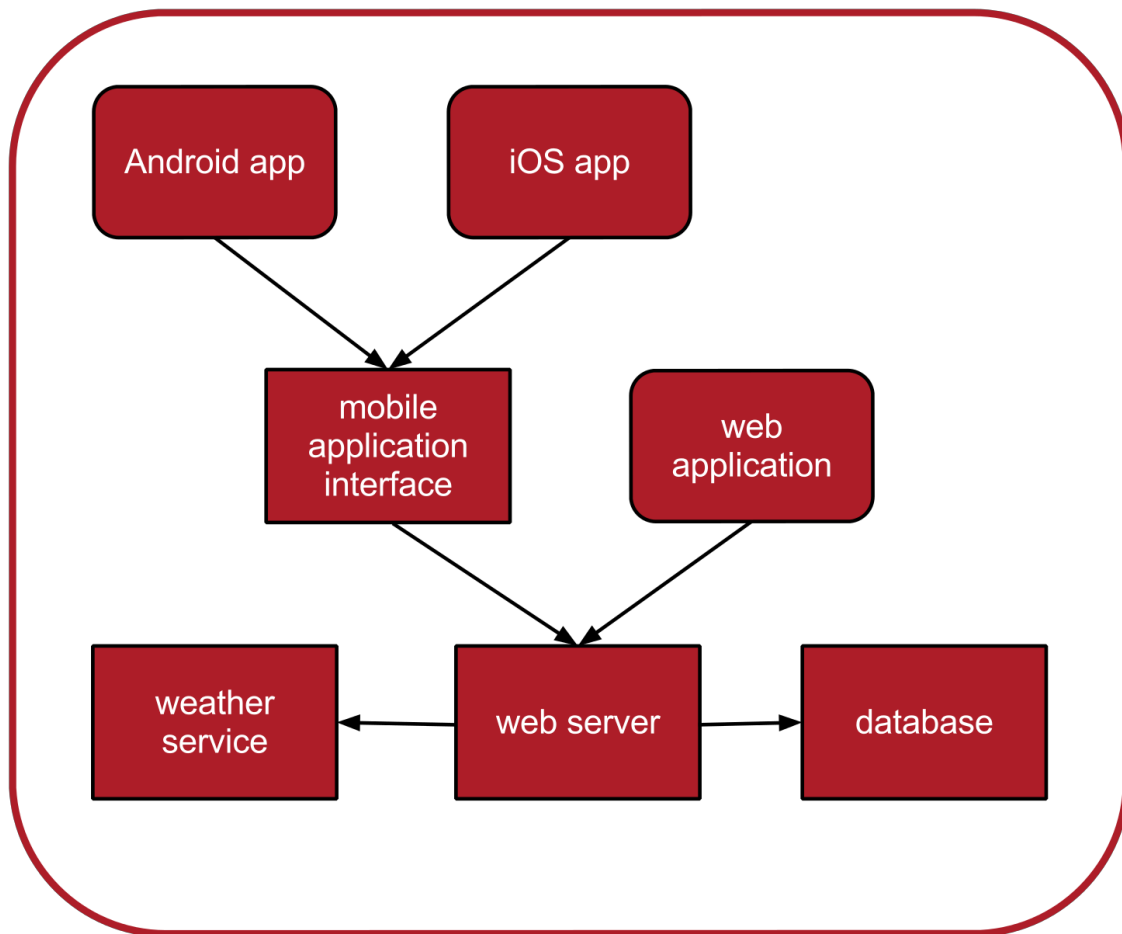 Android app
iOS app
mobile
application
interface
web
application
weather
service
web server
database